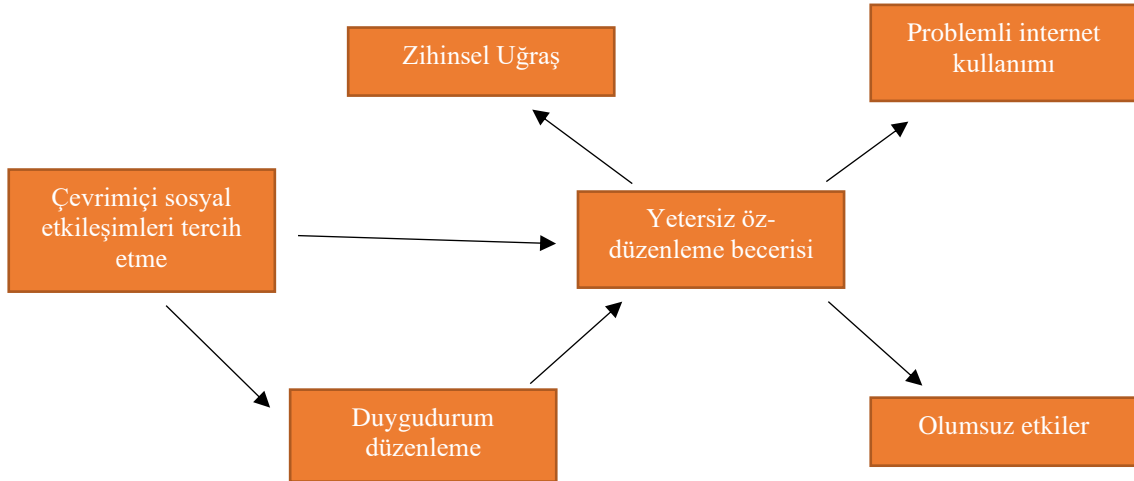 Zihinsel Uğraş
Problemli internet
kullanımı
Çevrimiçi sosyal
etkileşimleri tercih
etme
Yetersiz öz-
düzenleme becerisi
Duygudurum
düzenleme
Olumsuz etkiler